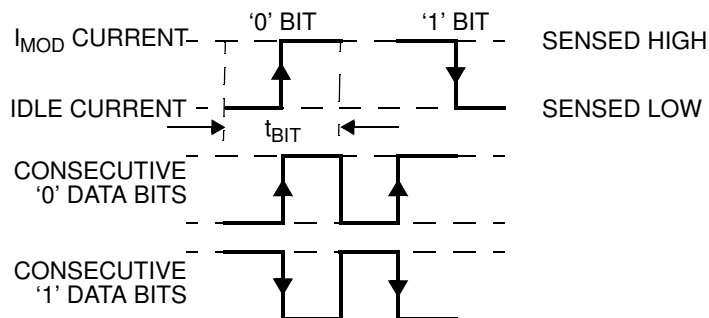 ‘0’ BIT ‘1’ BIT
I_MOD CURRENT SENSED HIGH
IDLE CURRENT SENSED LOW
t_BIT
CONSECUTIVE
‘0’ DATA BITS
CONSECUTIVE
‘1’ DATA BITS